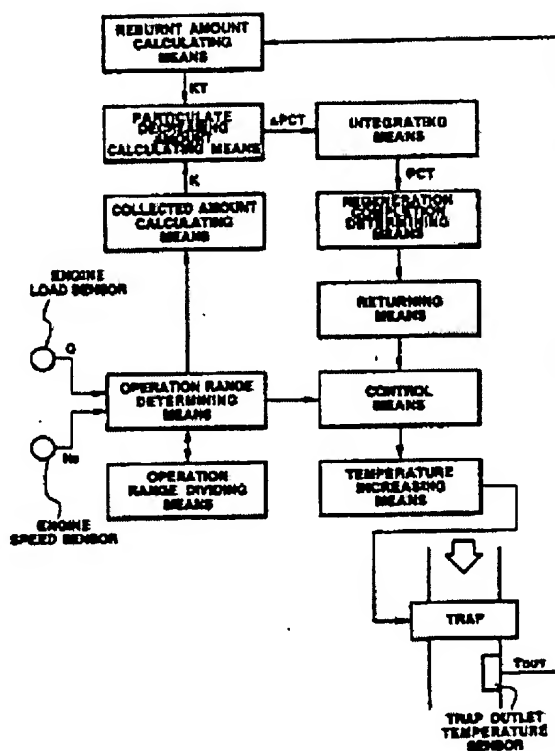 REBURNT AMOUNT
CALCULATING
MEANS
KT
PARTICULATE
DECREASING
AMOUNT
CALCULATING MEANS
ΔPCT
INTEGRATING
MEANS
K
PCT
COLLECTED AMOUNT
CALCULATING
MEANS
REGENERATION
COMPLETION
DETERMINING
MEANS
RETURNING
MEANS
ENGINE
LOAD SENSOR
Q
OPERATION RANGE
DETERMINING
MEANS
CONTROL
MEANS
Ne
OPERATION
RANGE DIVIDING
MEANS
TEMPERATURE
INCREASING
MEANS
ENGINE
SPEED SENSOR
TRAP
TOUT
TRAP OUTLET
TEMPERATURE
SENSOR